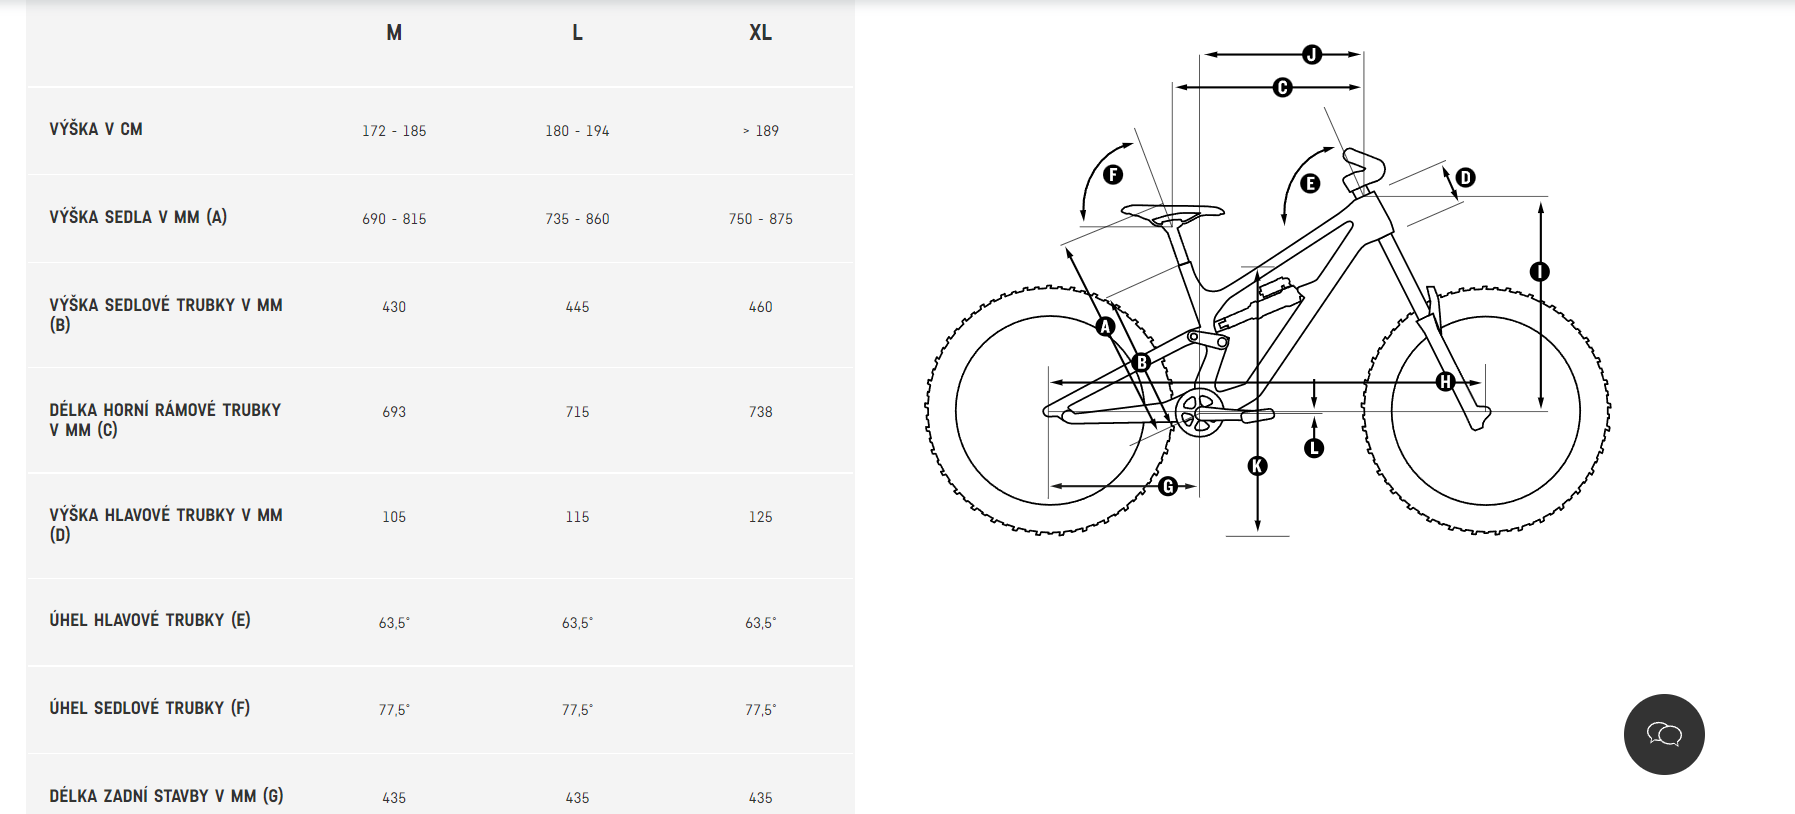 M L XL
VÝŠKA V CM 172 - 185 180 - 194 > 189
VÝŠKA SEDLA V MM (A) 690 - 815 735 - 860 750 - 875
VÝŠKA SEDLOVÉ TRUBKY V MM
(B) 430 445 460
DÉLKA HORNÍ RÁMOVÉ TRUBKY
V MM (C) 693 715 738
VÝŠKA HLAVOVÉ TRUBKY V MM
(D) 105 115 125
ÚHEL HLAVOVÉ TRUBKY (E) 63,5° 63,5° 63,5°
ÚHEL SEDLOVÉ TRUBKY (F) 77,5° 77,5° 77,5°
DÉLKA ZADNÍ STAVBY V MM (G) 435 435 435
J
C
F
E
D
I
A
B
H
L
K
G